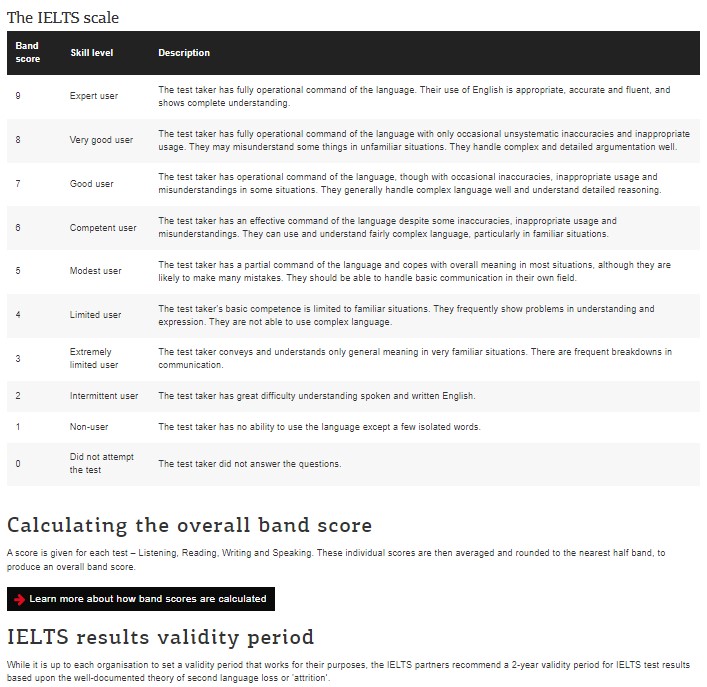 The IELTS scale
Band score Skill level Description
9 Expert user The test taker has fully operational command of the language. Their use of English is appropriate, accurate and fluent, and
shows complete understanding.
8 Very good user The test taker has fully operational command of the language with only occasional unsystematic inaccuracies and inappropriate
usage. They may misunderstand some things in unfamiliar situations. They handle complex and detailed argumentation well.
7 Good user The test taker has operational command of the language, though with occasional inaccuracies, inappropriate usage and
misunderstandings in some situations. They generally handle complex language well and understand detailed reasoning.
6 Competent user The test taker has an effective command of the language despite some inaccuracies, inappropriate usage and
misunderstandings. They can use and understand fairly complex language, particularly in familiar situations.
5 Modest user The test taker has a partial command of the language and copes with overall meaning in most situations, although they are
likely to make many mistakes. They should be able to handle basic communication in their own field.
4 Limited user The test taker's basic competence is limited to familiar situations. They frequently show problems in understanding and
expression. They are not able to use complex language.
3 Extremely limited user The test taker conveys and understands only general meaning in very familiar situations. There are frequent breakdowns in
communication.
2 Intermittent user The test taker has great difficulty understanding spoken and written English.
1 Non-user The test taker has no ability to use the language except a few isolated words.
0 Did not attempt the test The test taker did not answer the questions.
Calculating the overall band score
A score is given for each test – Listening, Reading, Writing and Speaking. These individual scores are then averaged and rounded to the nearest half band, to
produce an overall band score.
Learn more about how band scores are calculated
IELTS results validity period
While it is up to each organisation to set a validity period that works for their purposes, the IELTS partners recommend a 2-year validity period for IELTS test results
based upon the well-documented theory of second language loss or 'attrition'.